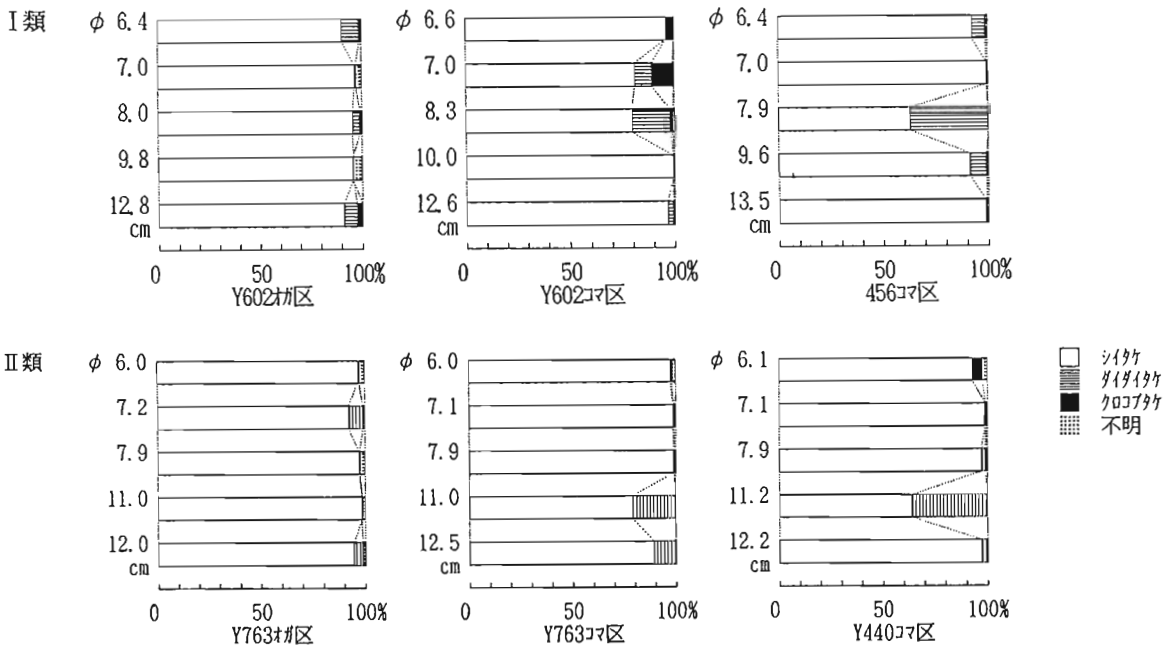 Ⅰ類
φ 6.4
7.0
8.0
9.8
12.8
cm
0 50 100%
Y602ｵｶﾞ区
φ 6.6
7.0
8.3
10.0
12.6
cm
0 50 100%
Y602ｺﾏ区
φ 6.4
7.0
7.9
9.6
13.5
cm
0 50 100%
456ｺﾏ区
Ⅱ類
φ 6.0
7.2
7.9
11.0
12.0
cm
0 50 100%
Y763ｵｶﾞ区
φ 6.0
7.1
7.9
11.0
12.5
cm
0 50 100%
Y763ｺﾏ区
φ 6.1
7.1
7.9
11.2
12.2
cm
0 50 100%
Y440ｺﾏ区
ｼｲﾀｹ
ﾀﾞｲﾀﾞｲﾀｹ
ｸﾛｺﾌﾞﾀｹ
不明